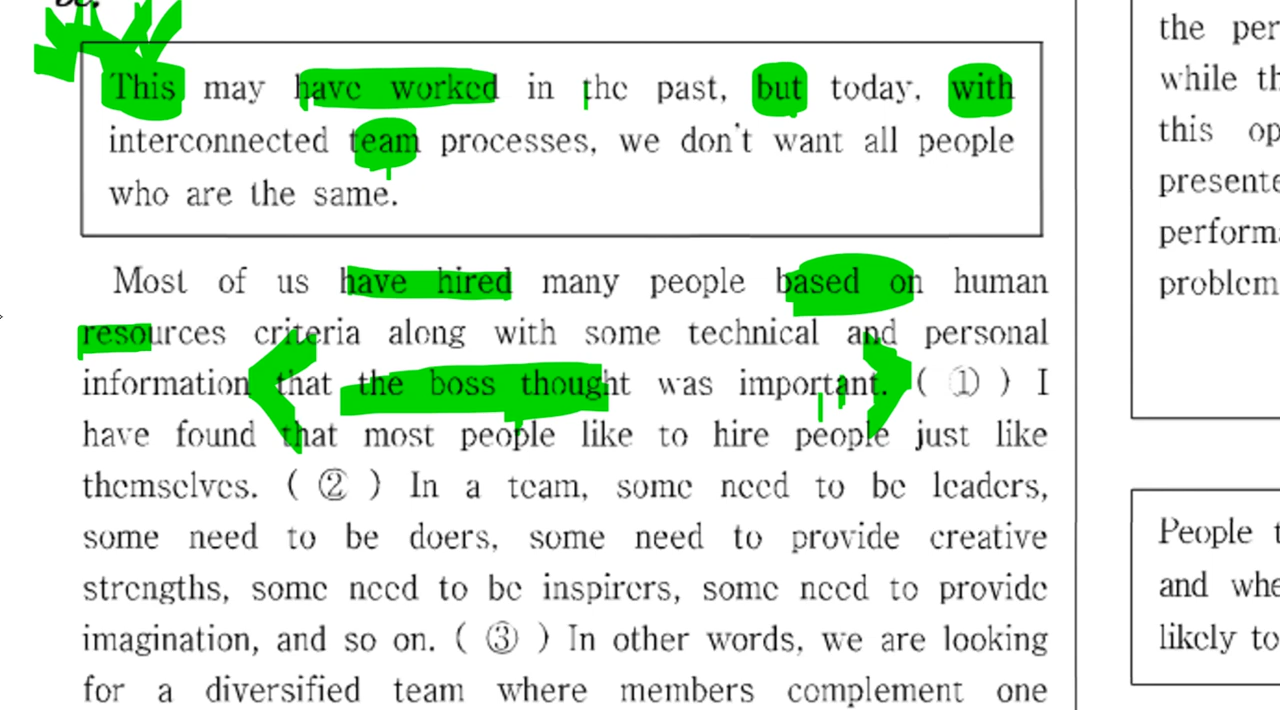 be.
This may have worked in the past, but today, with
interconnected team processes, we don't want all people
who are the same.
Most of us have hired many people based on human
resources criteria along with some technical and personal
information that the boss thought was important. ( ① ) I
have found that most people like to hire people just like
themselves. ( ② ) In a team, some need to be leaders,
some need to be doers, some need to provide creative
strengths, some need to be inspirers, some need to provide
imagination, and so on. ( ③ ) In other words, we are looking
for a diversified team where members complement one
the per
while th
this op
presente
performa
problem
People t
and whe
likely to